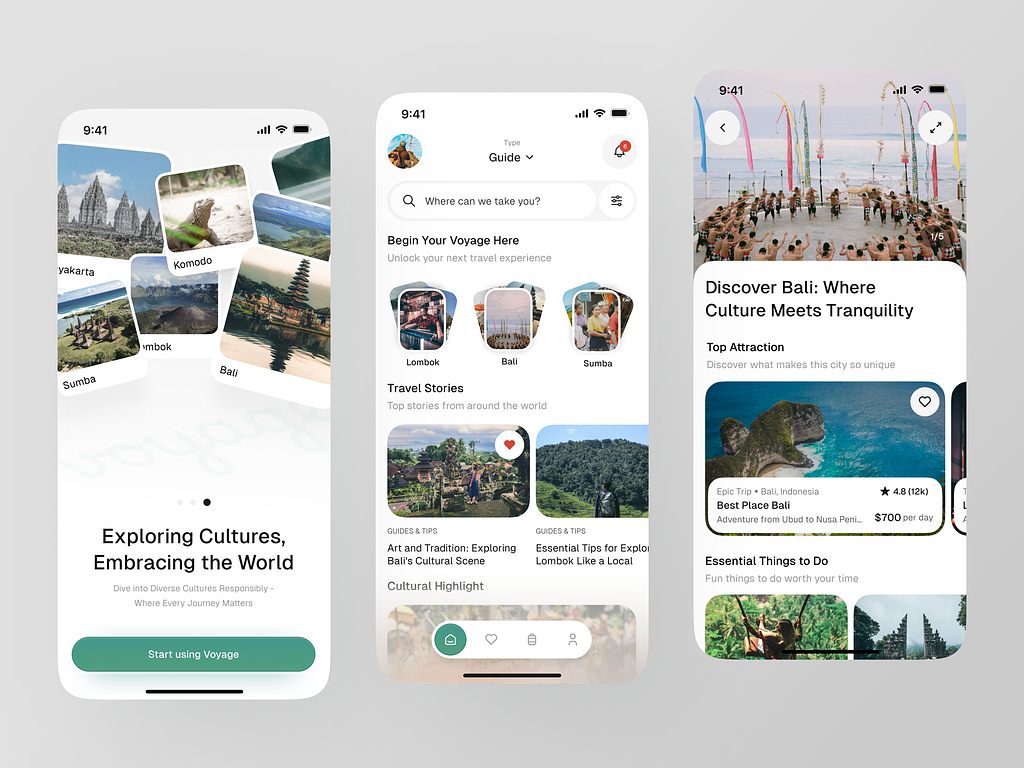 9:41
yakarta
Komodo
ombok
Sumba
Bali
Exploring Cultures,
Embracing the World
Dive into Diverse Cultures Responsibly -
Where Every Journey Matters
Start using Voyage
9:41
Type
Guide
6
Where can we take you?
Begin Your Voyage Here
Unlock your next travel experience
Lombok
Bali
Sumba
Travel Stories
Top stories from around the world
GUIDES & TIPS
Art and Tradition: Exploring
Bali's Cultural Scene
GUIDES & TIPS
Essential Tips for Explo
Lombok Like a Local
Cultural Highlight
9:41
1/5
Discover Bali: Where
Culture Meets Tranquility
Top Attraction
Discover what makes this city so unique
Epic Trip • Bali, Indonesia
★ 4.8 (12k)
Best Place Bali
Adventure from Ubud to Nusa Peni...
$700 per day
Essential Things to Do
Fun things to do worth your time